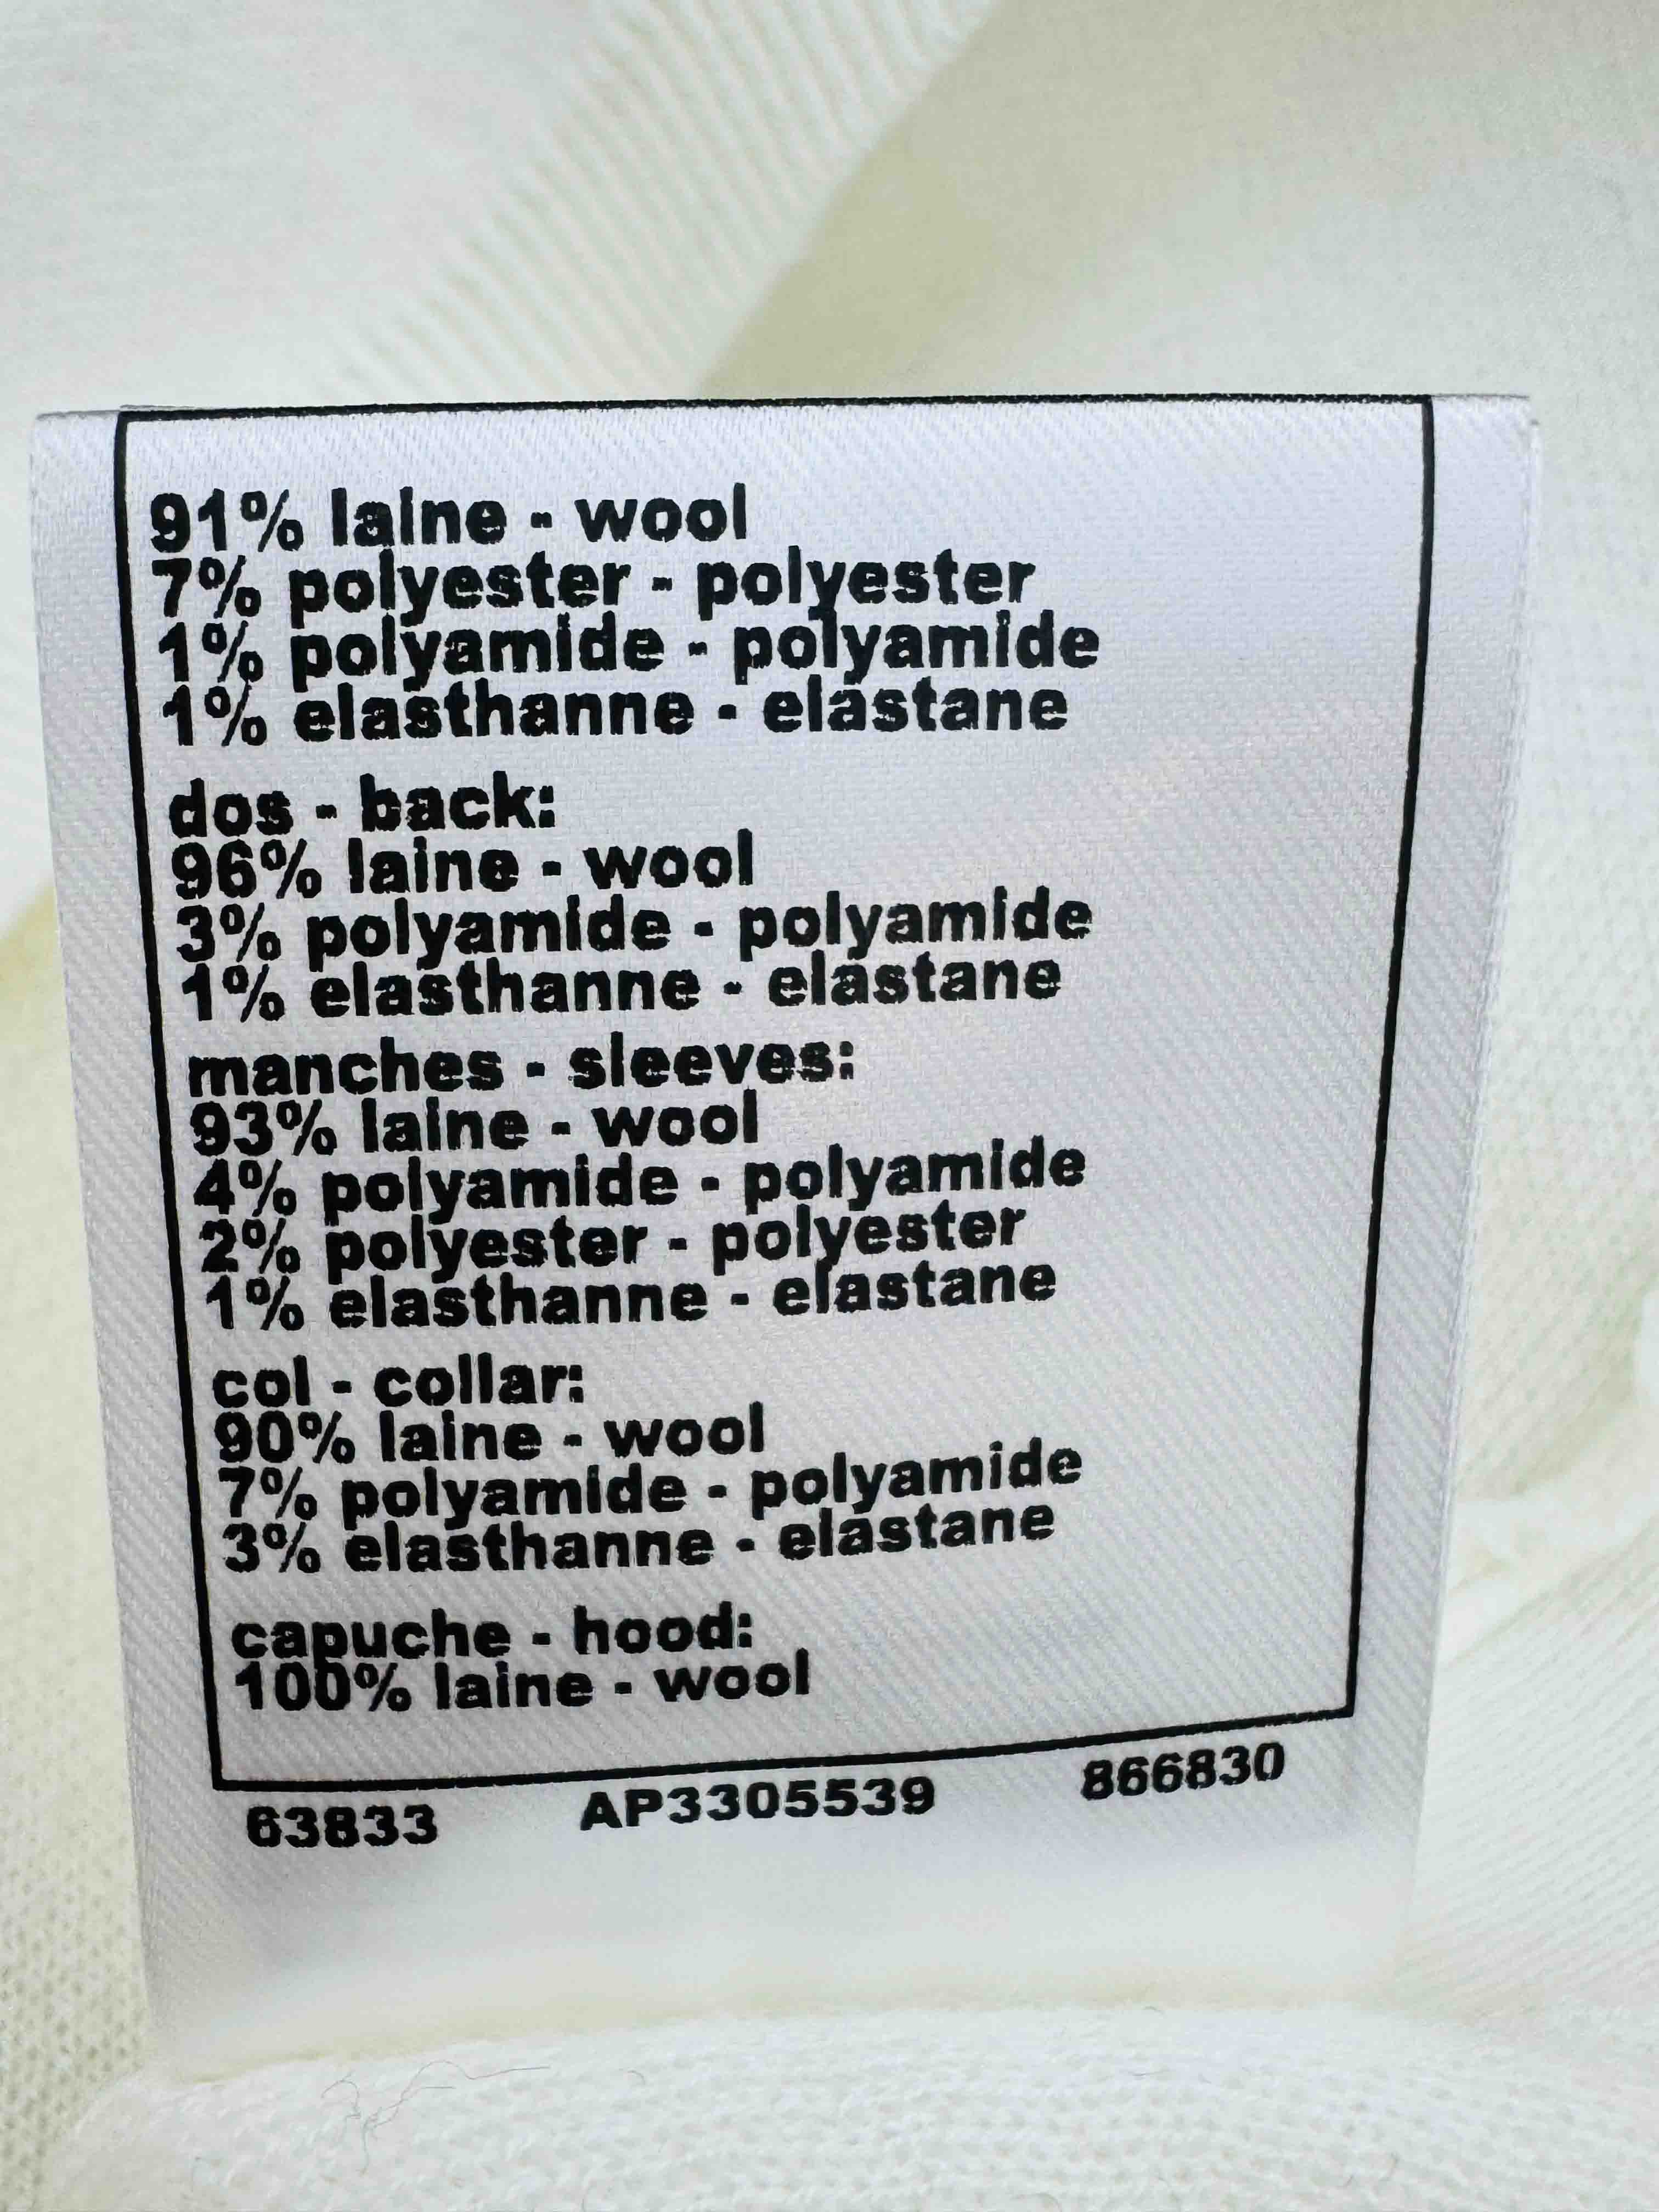 91% laine - wool
7% polyester - polyester
1% polyamide - polyamide
1% elasthanne - elastane
dos - back:
96% laine - wool
3% polyamide - polyamide
1% elasthanne - elastane
manches - sleeves:
93% laine - wool
4% polyamide - polyamide
2% polyester - polyester
1% elasthanne - elastane
col - collar:
90% laine - wool
7% polyamide - polyamide
3% elasthanne - elastane
capuche - hood:
100% laine - wool
63833 AP3305539 866830